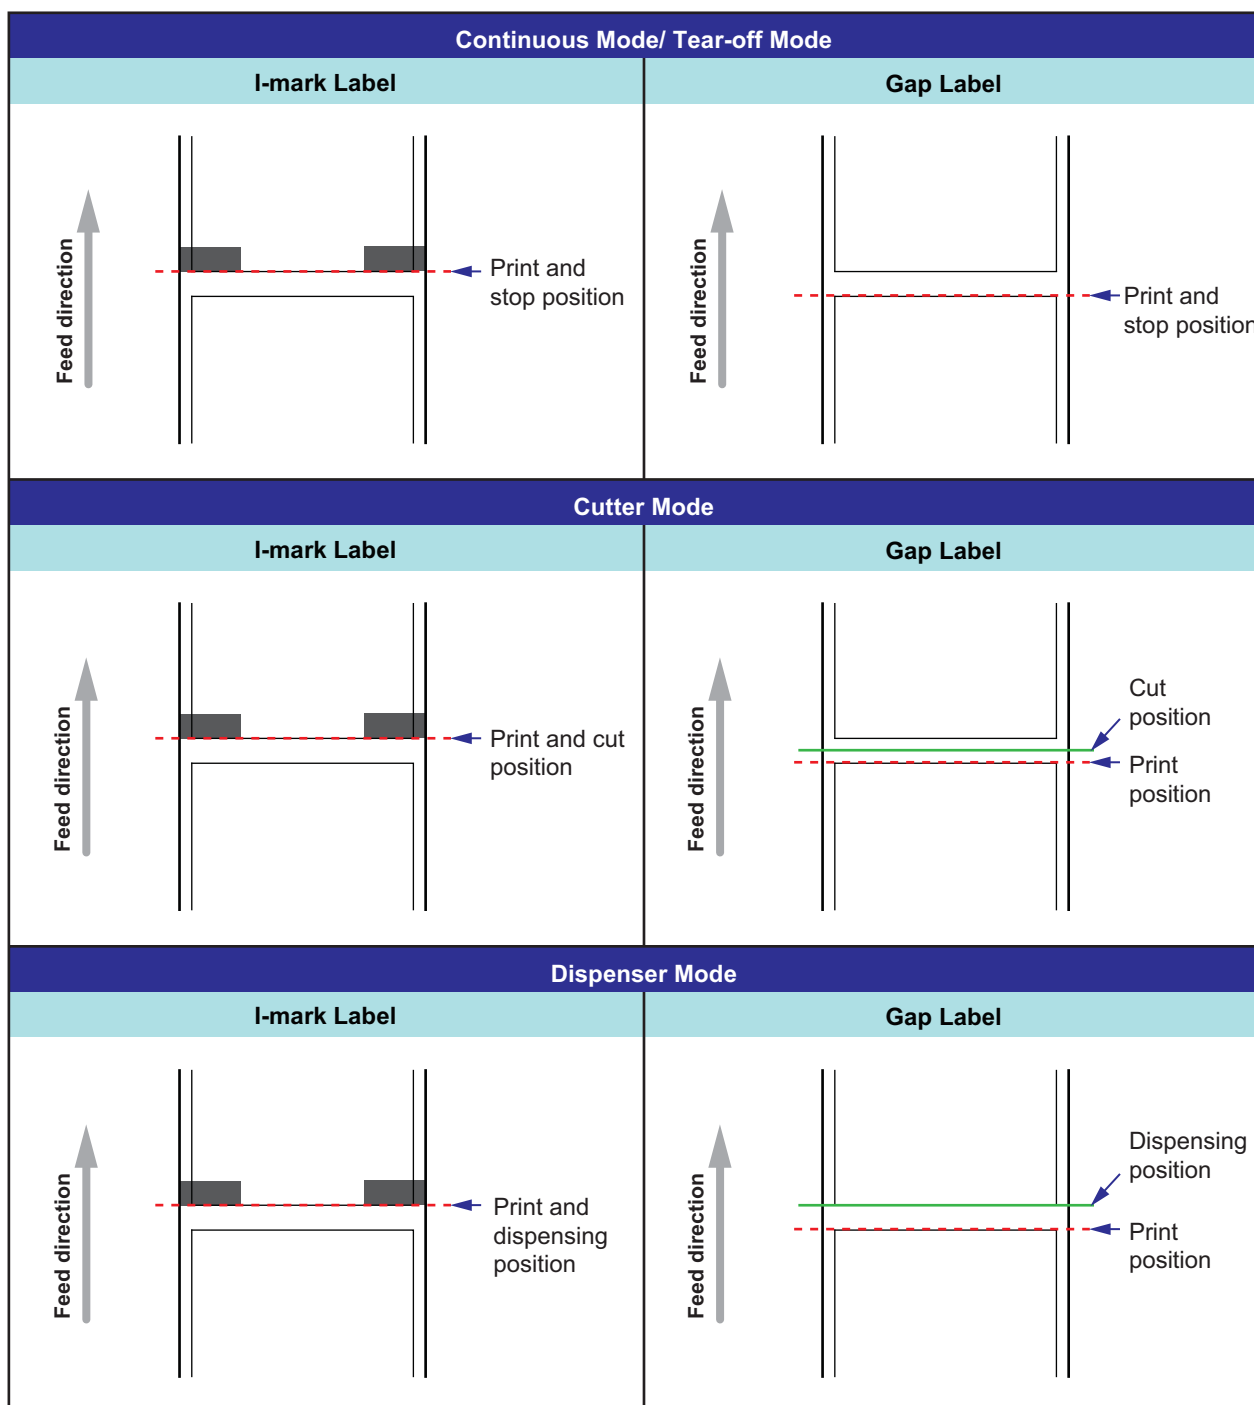 Continuous Mode/ Tear-off Mode
I-mark Label
Gap Label
Feed direction
Print and
stop position
Feed direction
Print and
stop position
Cutter Mode
I-mark Label
Gap Label
Feed direction
Print and cut
position
Feed direction
Cut
position
Print
position
Dispenser Mode
I-mark Label
Gap Label
Feed direction
Print and
dispensing
position
Feed direction
Dispensing
position
Print
position